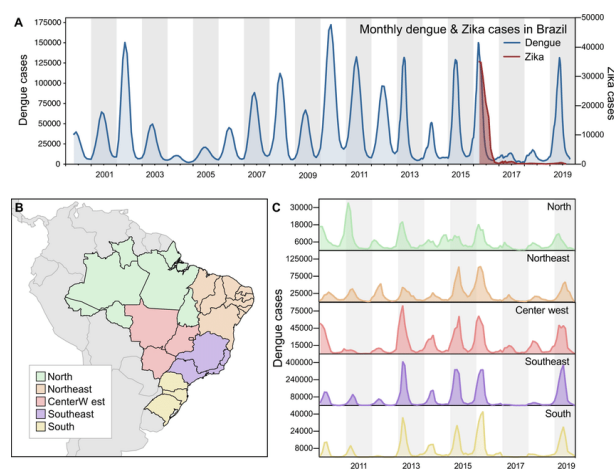 A
Monthly dengue & Zika cases in Brazil
Dengue
Zika
Dengue cases
175000
150000
125000
100000
75000
50000
25000
0
Zika cases
50000
40000
30000
20000
10000
0
2001 2003 2005 2007 2009 2011 2013 2015 2017 2019
B
North
Northeast
CenterW est
Southeast
South
C
Dengue cases
North
30000
18000
6000
Northeast
125000
75000
25000
Center west
75000
45000
15000
Southeast
400000
240000
80000
South
40000
24000
8000
2011 2013 2015 2017 2019